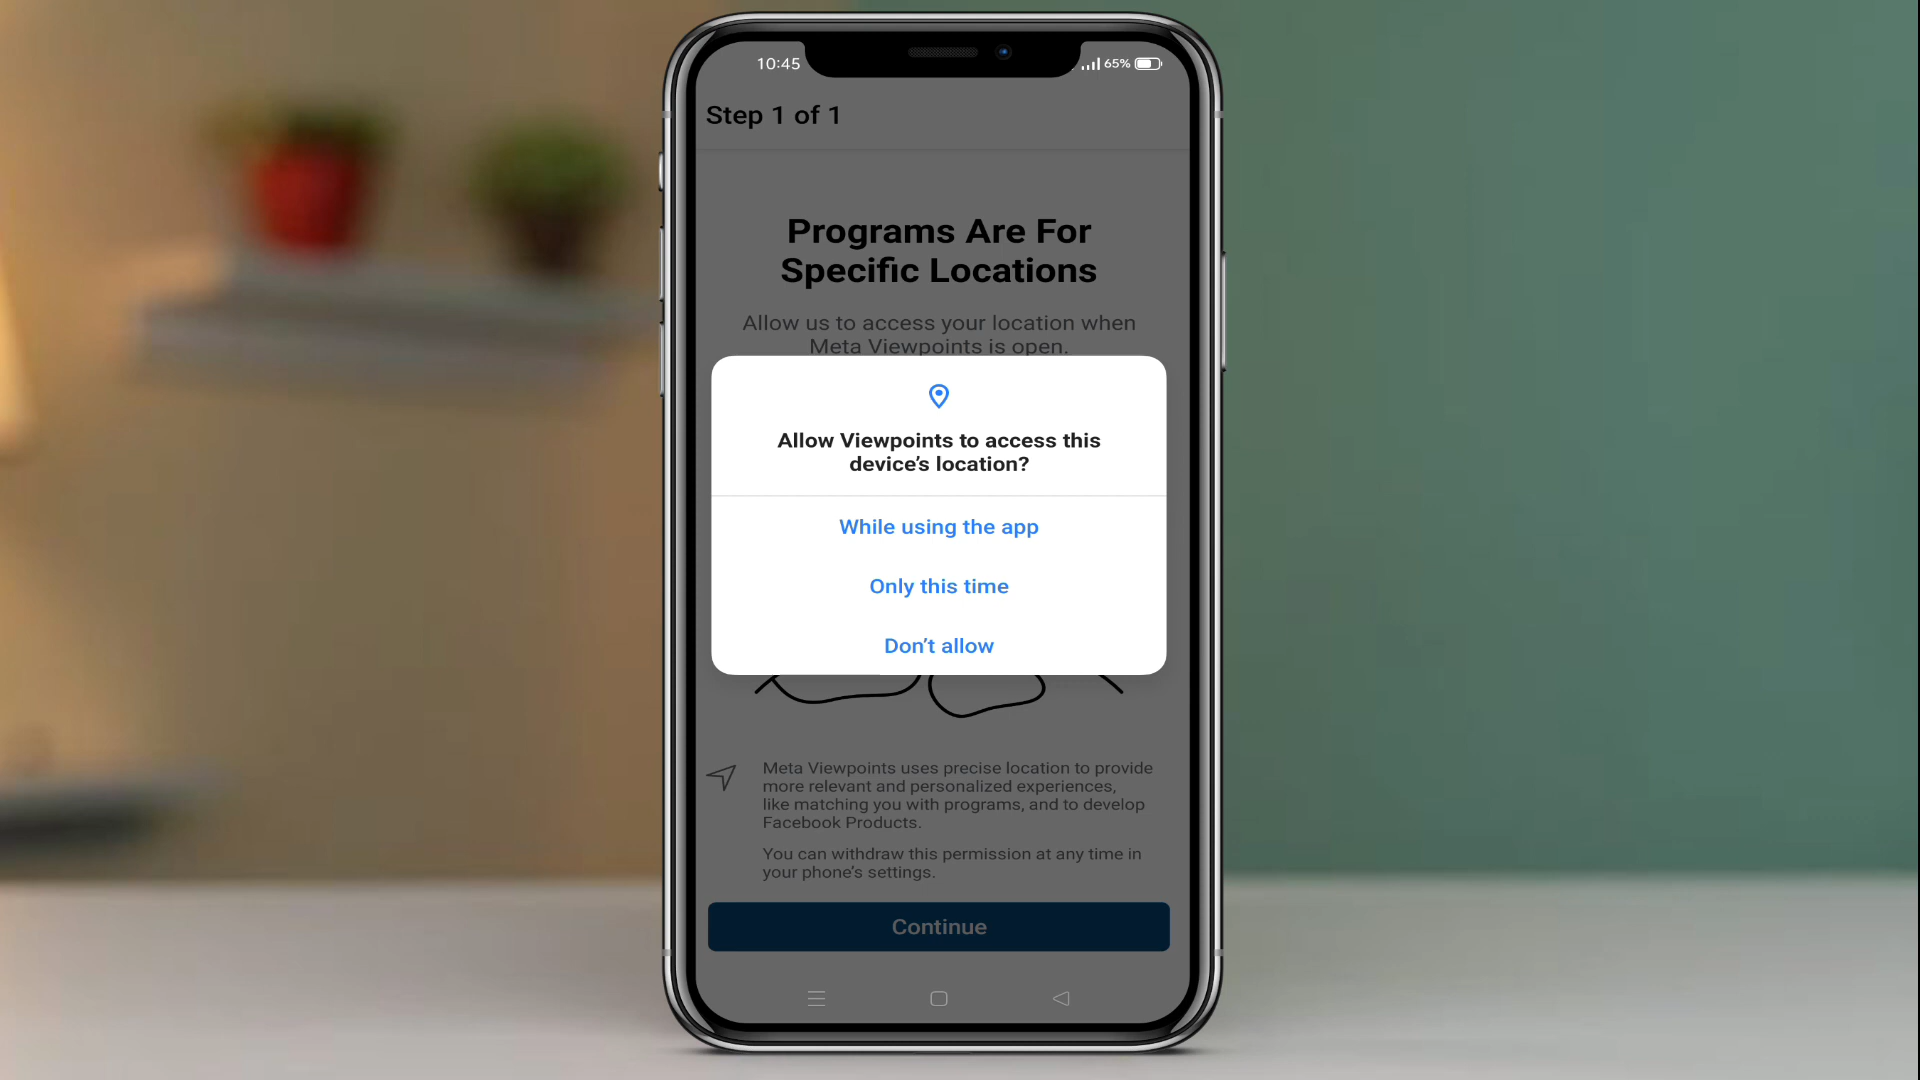 10:45
65%
Step 1 of 1
Programs Are For
Specific Locations
Allow us to access your location when
Meta Viewpoints is open.
Allow Viewpoints to access this
device’s location?
While using the app
Only this time
Don’t allow
Meta Viewpoints uses precise location to provide
more relevant and personalized experiences,
like matching you with programs, and to develop
Facebook Products.
You can withdraw this permission at any time in
your phone’s settings.
Continue